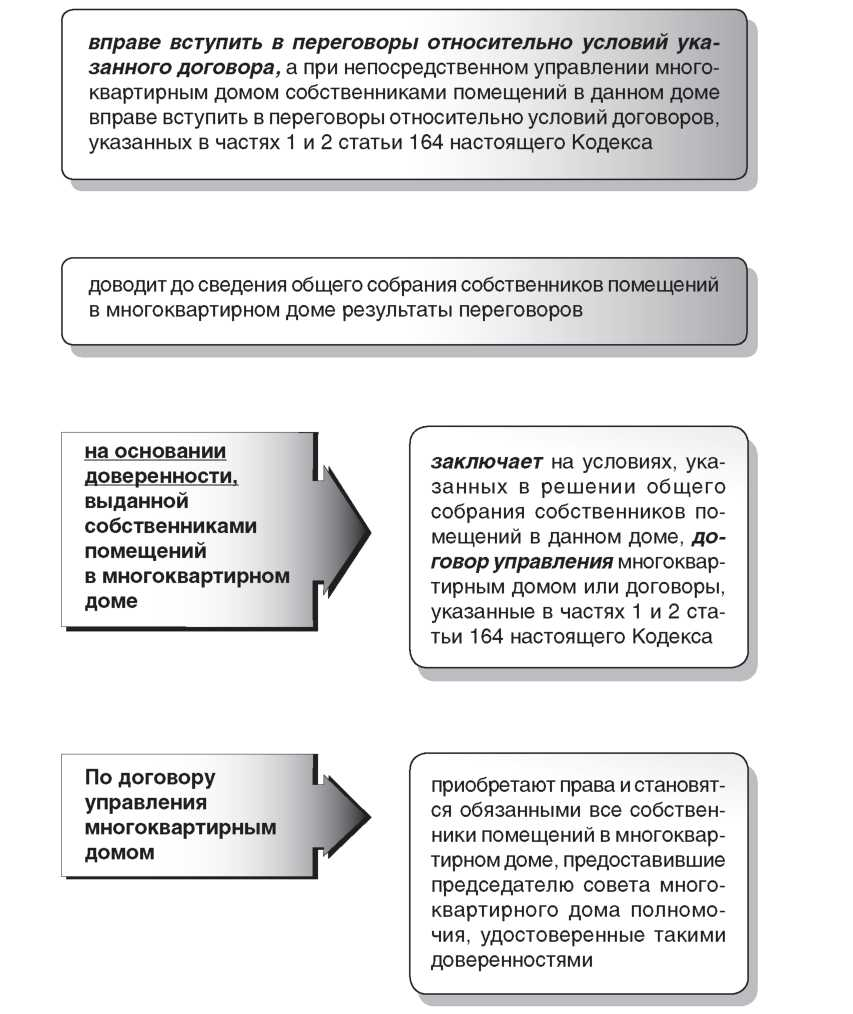 вправе вступить в переговоры относительно условий ука-
занного договора, а при непосредственном управлении много-
квартирным домом собственниками помещений в данном доме
вправе вступить в переговоры относительно условий договоров,
указанных в частях 1 и 2 статьи 164 настоящего Кодекса
доводит до сведения общего собрания собственников помещений
в многоквартирном доме результаты переговоров
на основании
доверенности,
выданной
собственниками
помещений
в многоквартирном
доме
заключает на условиях, ука-
занных в решении общего
собрания собственников по-
мещений в данном доме, до-
говор управления многоквар-
тирным домом или договоры,
указанные в частях 1 и 2 ста-
тьи 164 настоящего Кодекса
По договору
управления
многоквартирным
домом
приобретают права и становят-
ся обязанными все собствен-
ники помещений в многоквар-
тирном доме, предоставившие
председателю совета много-
квартирного дома полномо-
чия, удостоверенные такими
доверенностями